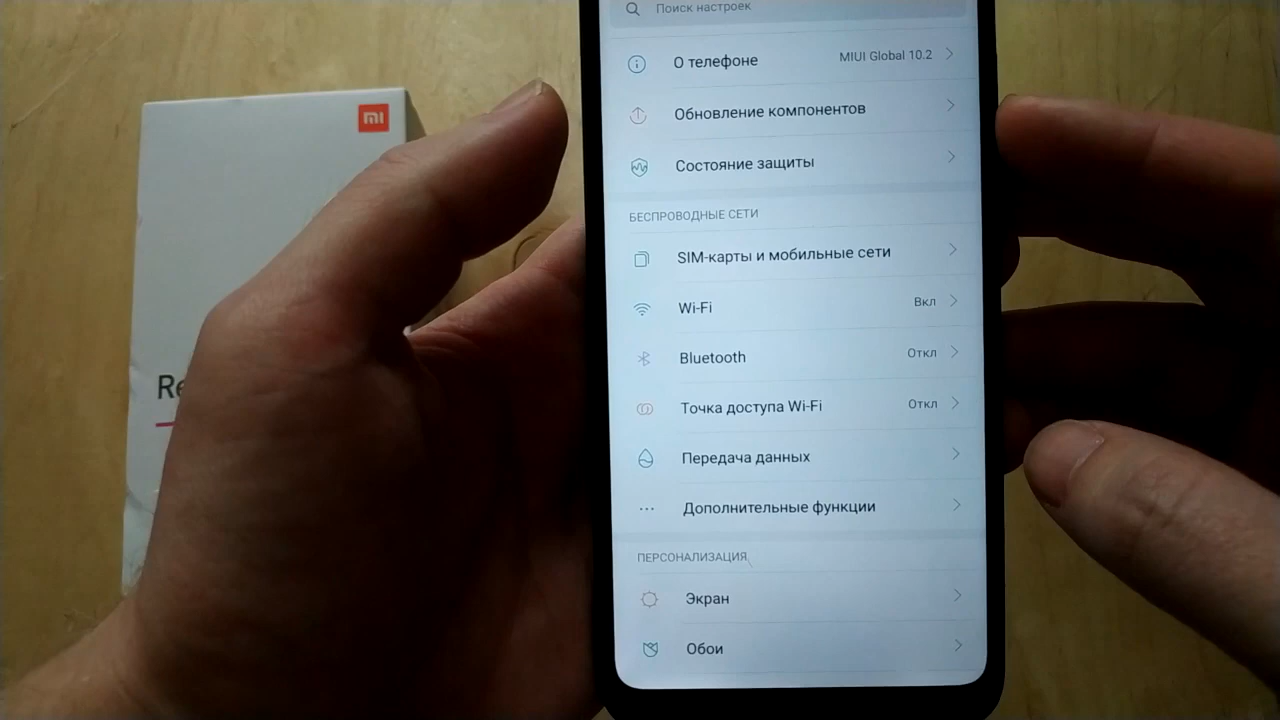 Поиск настроек
О телефоне MIUI Global 10.2
Обновление компонентов
Состояние защиты
БЕСПРОВОДНЫЕ СЕТИ
SIM-карты и мобильные сети
Wi-Fi Вкл
Bluetooth Откл
Точка доступа Wi-Fi Откл
Передача данных
Дополнительные функции
ПЕРСОНАЛИЗАЦИЯ
Экран
Обои
mi
Re